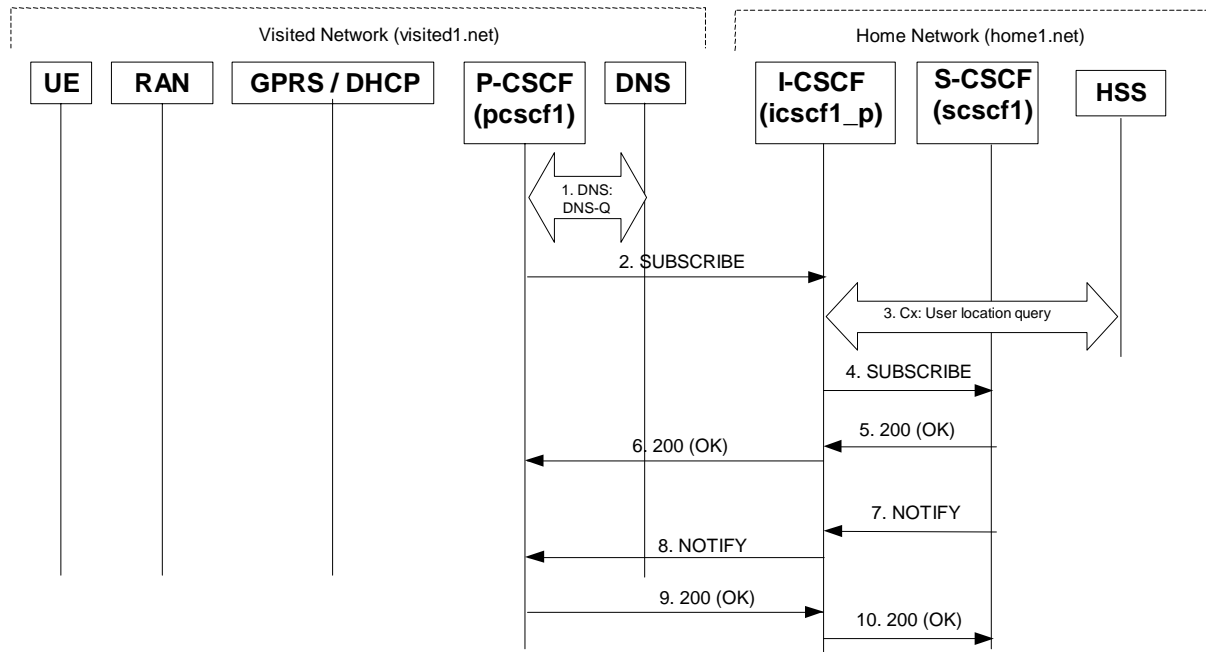 Visited Network (visited1.net)
Home Network (home1.net)
UE
RAN
GPRS / DHCP
P-CSCF
(pcscf1)
DNS
I-CSCF
(icscf1_p)
S-CSCF
(scscf1)
HSS
1. DNS:
DNS-Q
2. SUBSCRIBE
3. Cx: User location query
4. SUBSCRIBE
5. 200 (OK)
6. 200 (OK)
7. NOTIFY
8. NOTIFY
9. 200 (OK)
10. 200 (OK)